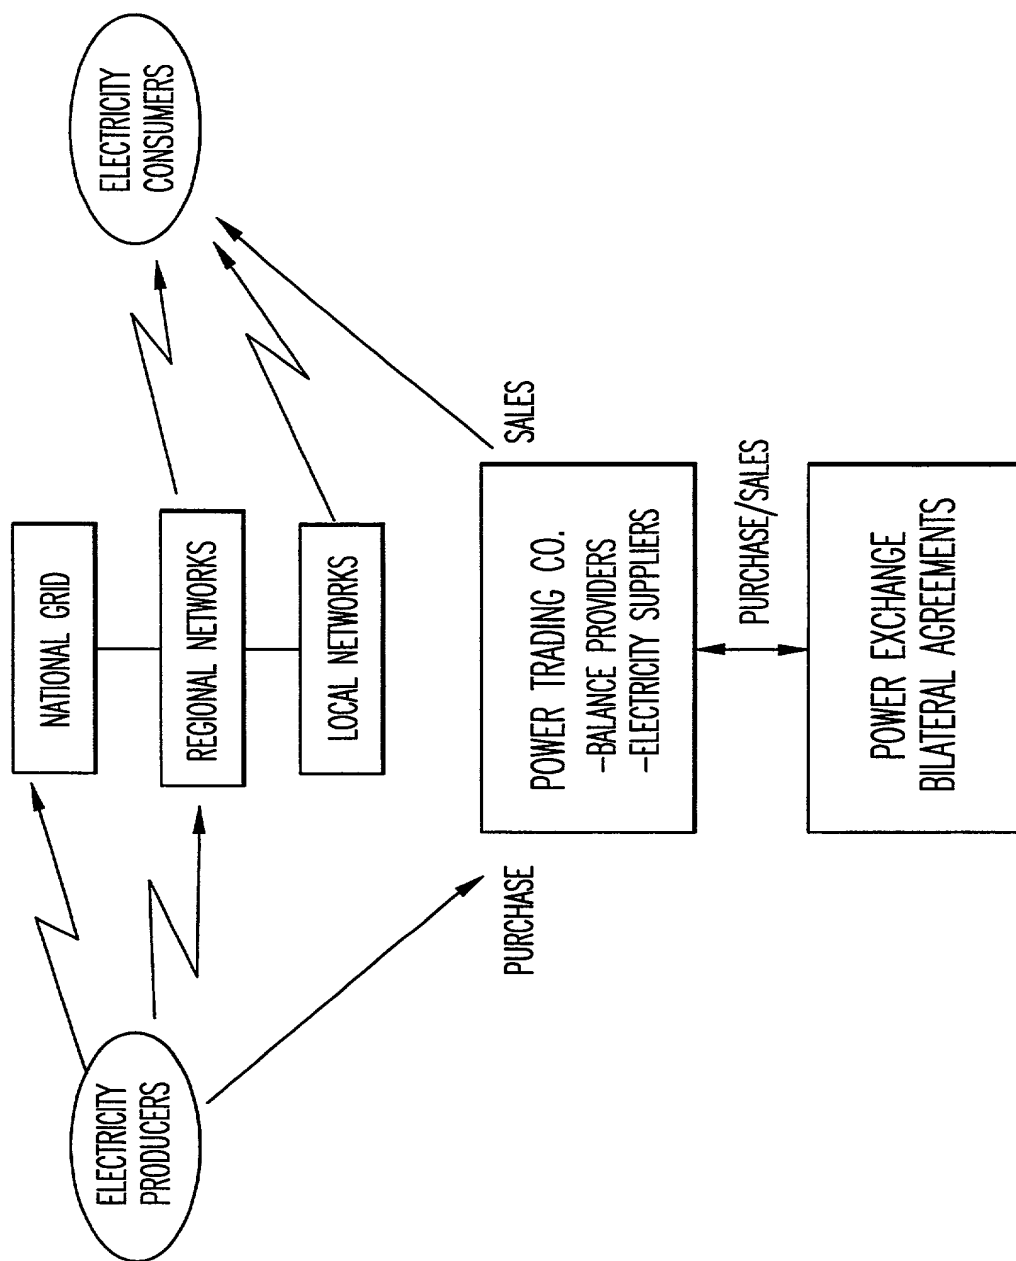 ELECTRICITY
PRODUCERS
NATIONAL GRID
REGIONAL NETWORKS
LOCAL NETWORKS
ELECTRICITY
CONSUMERS
PURCHASE
POWER TRADING CO.
-BALANCE PROVIDERS
-ELECTRICITY SUPPLIERS
SALES
PURCHASE/SALES
POWER EXCHANGE
BILATERAL AGREEMENTS